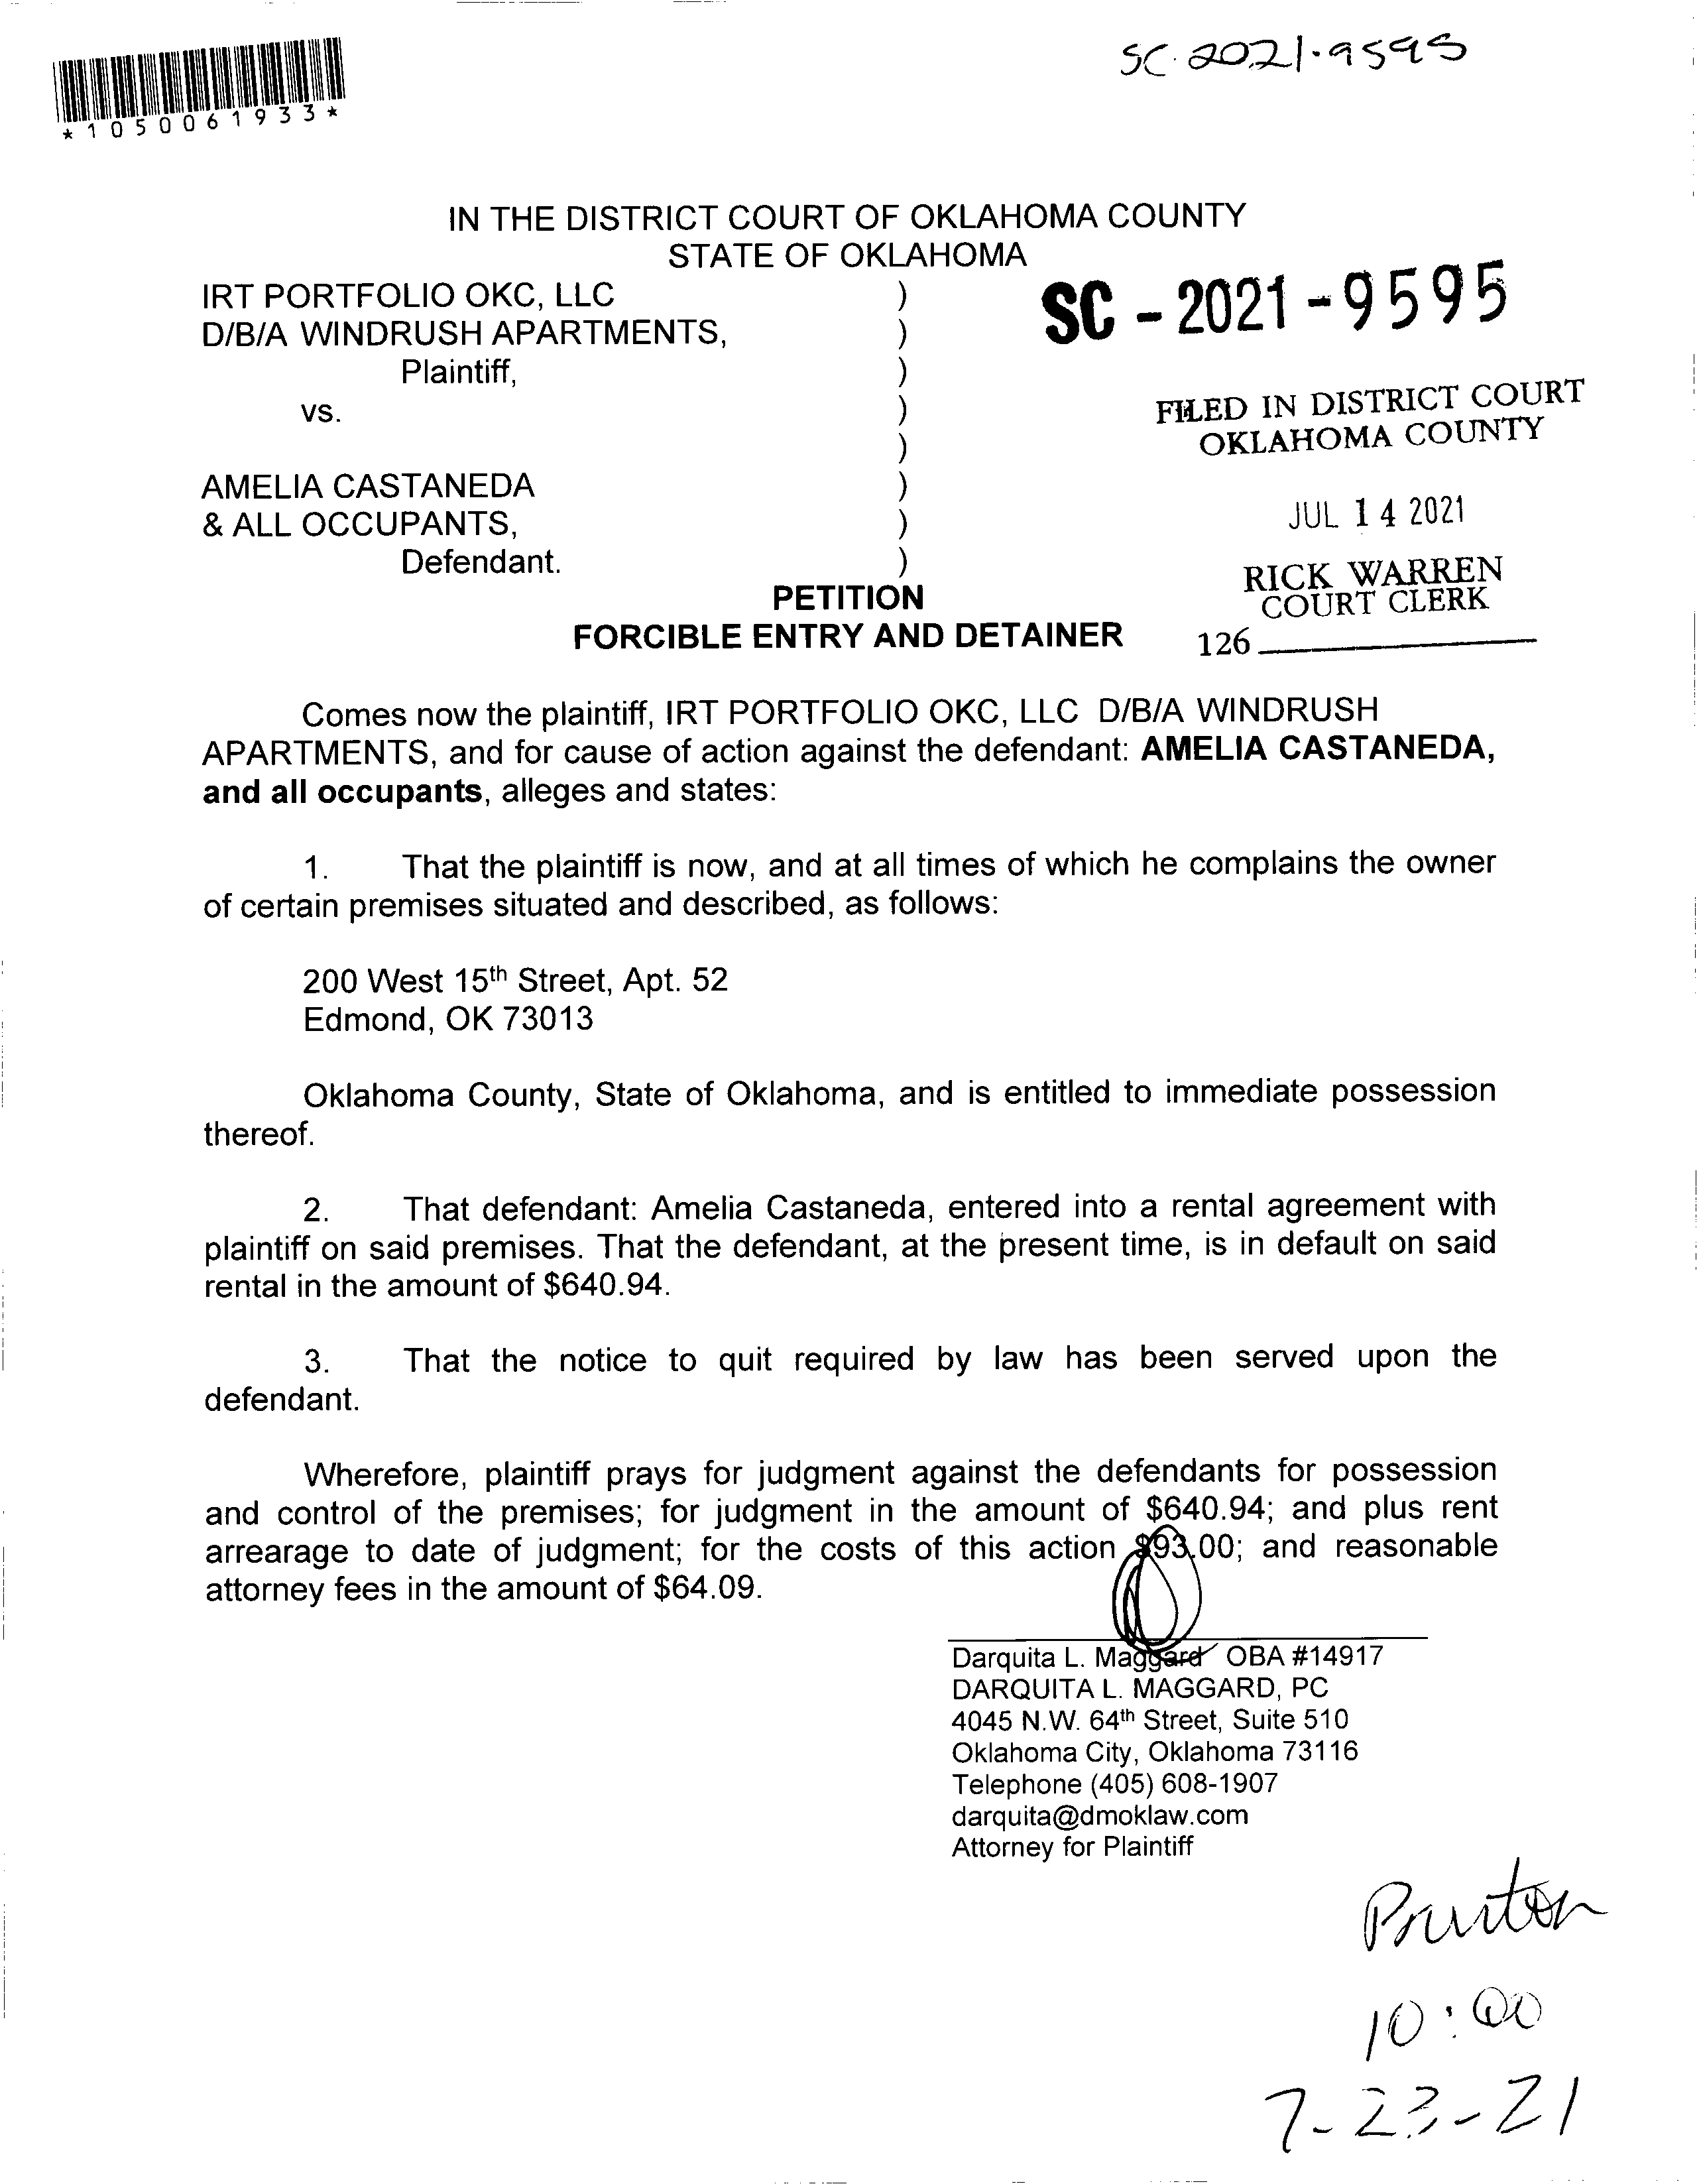 SC-2021-9595
*1050061933*
IN THE DISTRICT COURT OF OKLAHOMA COUNTY
STATE OF OKLAHOMA
IRT PORTFOLIO OKC, LLC )
D/B/A WINDRUSH APARTMENTS, )
Plaintiff, )
vs. )
)
AMELIA CASTANEDA )
& ALL OCCUPANTS, )
Defendant. )
SC - 2021 - 9595
FILED IN DISTRICT COURT
OKLAHOMA COUNTY
JUL 14 2021
RICK WARREN
COURT CLERK
126
PETITION
FORCIBLE ENTRY AND DETAINER
Comes now the plaintiff, IRT PORTFOLIO OKC, LLC D/B/A WINDRUSH
APARTMENTS, and for cause of action against the defendant: AMELIA CASTANEDA,
and all occupants, alleges and states:
1. That the plaintiff is now, and at all times of which he complains the owner
of certain premises situated and described, as follows:
200 West 15th Street, Apt. 52
Edmond, OK 73013
Oklahoma County, State of Oklahoma, and is entitled to immediate possession
thereof.
2. That defendant: Amelia Castaneda, entered into a rental agreement with
plaintiff on said premises. That the defendant, at the present time, is in default on said
rental in the amount of $640.94.
3. That the notice to quit required by law has been served upon the
defendant.
Wherefore, plaintiff prays for judgment against the defendants for possession
and control of the premises; for judgment in the amount of $640.94; and plus rent
arrearage to date of judgment; for the costs of this action $93.00; and reasonable
attorney fees in the amount of $64.09.
Darquita L. Maggard OBA #14917
DARQUITA L. MAGGARD, PC
4045 N.W. 64th Street, Suite 510
Oklahoma City, Oklahoma 73116
Telephone (405) 608-1907
darquita@dmoklaw.com
Attorney for Plaintiff
10:00
7-23-21